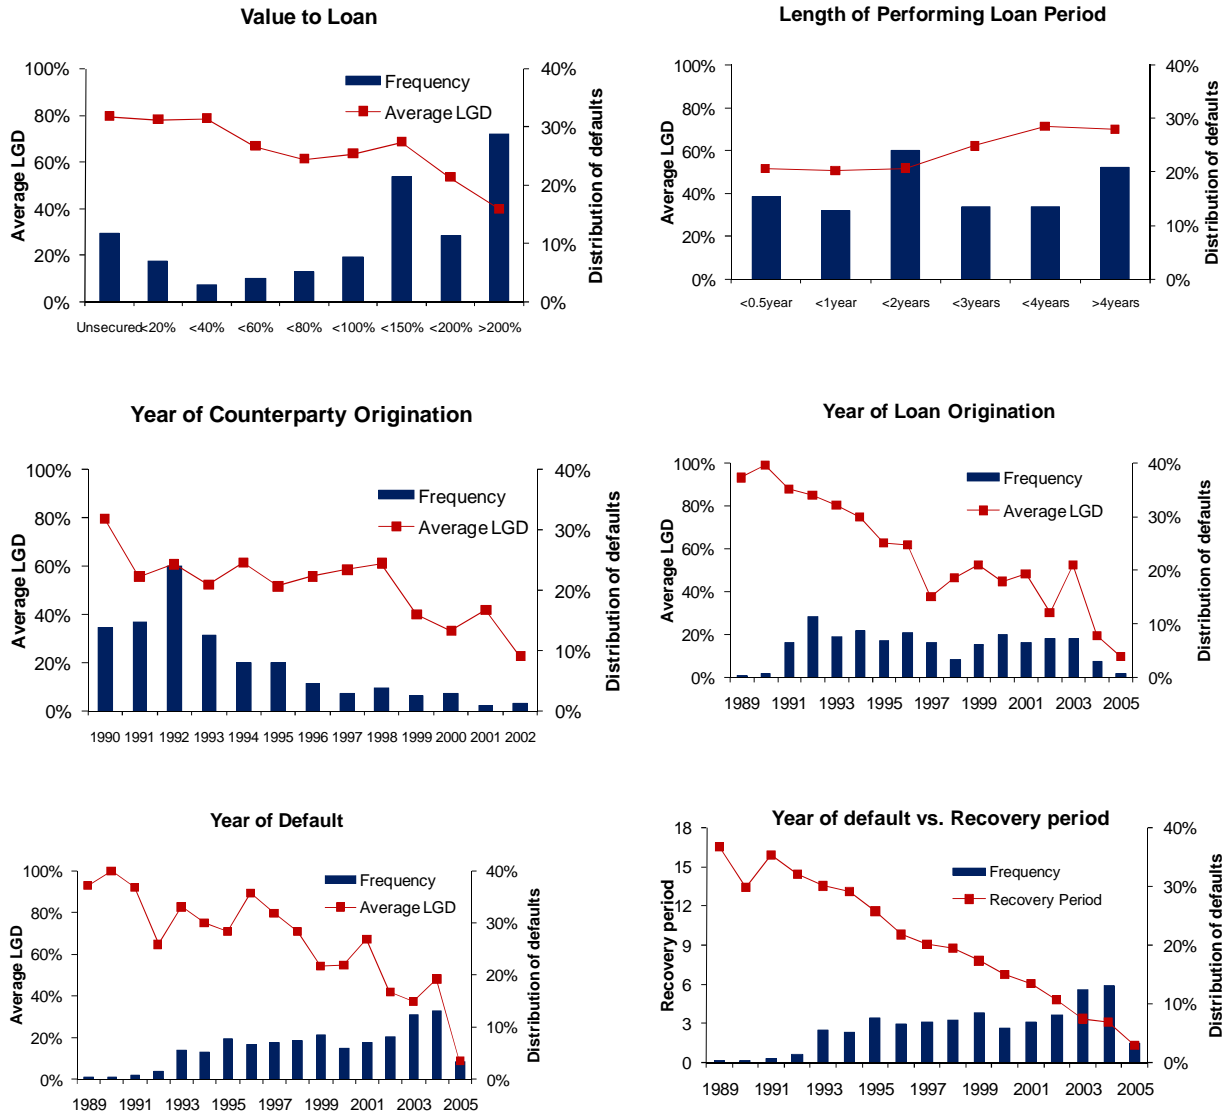 Value to Loan
100%
80%
60%
40%
20%
0%
Average LGD
40%
30%
20%
10%
0%
Distribution of defaults
Frequency
Average LGD
Unsecured <20% <40% <60% <80% <100% <150% <200% >200%
Length of Performing Loan Period
100%
80%
60%
40%
20%
0%
Average LGD
40%
30%
20%
10%
0%
Distribution of defaults
<0.5year <1year <2years <3years <4years >4years
Year of Counterparty Origination
100%
80%
60%
40%
20%
0%
Average LGD
40%
30%
20%
10%
0%
Distribution of defaults
Frequency
Average LGD
1990 1991 1992 1993 1994 1995 1996 1997 1998 1999 2000 2001 2002
Year of Loan Origination
100%
80%
60%
40%
20%
0%
Average LGD
40%
30%
20%
10%
0%
Distribution of defaults
Frequency
Average LGD
1989 1991 1993 1995 1997 1999 2001 2003 2005
Year of Default
100%
80%
60%
40%
20%
0%
Average LGD
40%
30%
20%
10%
0%
Distribution of defaults
Frequency
Average LGD
1989 1991 1993 1995 1997 1999 2001 2003 2005
Year of default vs. Recovery period
18
15
12
9
6
3
0
Recovery period
40%
30%
20%
10%
0%
Distribution of defaults
Frequency
Recovery Period
1989 1991 1993 1995 1997 1999 2001 2003 2005